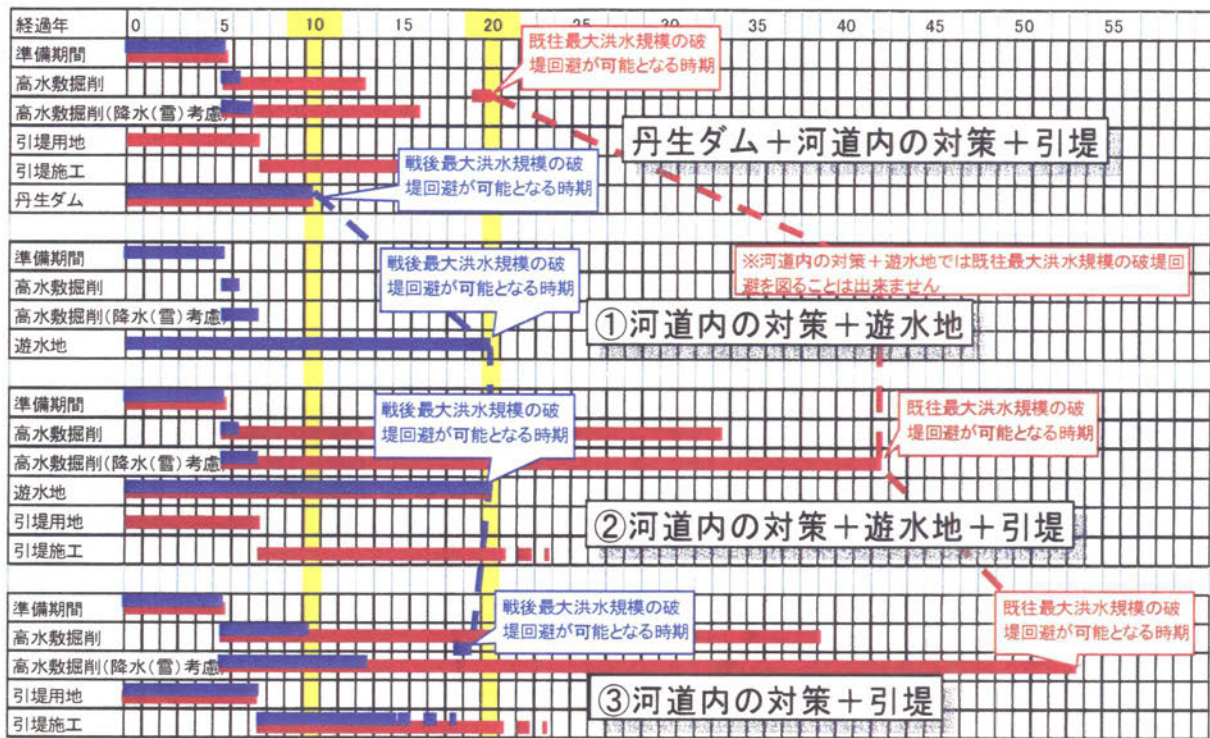 経過年 0 5 10 15 20 25 30 35 40 45 50 55
準備期間
高水敷掘削
高水敷掘削(降水(雪)考慮)
引堤用地
引堤施工
丹生ダム
既往最大洪水規模の破
堤回避が可能となる時期
丹生ダム+河道内の対策+引堤
戦後最大洪水規模の破
堤回避が可能となる時期
準備期間
高水敷掘削
高水敷掘削(降水(雪)考慮)
遊水地
戦後最大洪水規模の破
堤回避が可能となる時期
※河道内の対策+遊水地では既往最大洪水規模の破堤回
避を図ることは出来ません
①河道内の対策+遊水地
準備期間
高水敷掘削
高水敷掘削(降水(雪)考慮)
遊水地
引堤用地
引堤施工
戦後最大洪水規模の破
堤回避が可能となる時期
既往最大洪水規模の破
堤回避が可能となる時期
②河道内の対策+遊水地+引堤
準備期間
高水敷掘削
高水敷掘削(降水(雪)考慮)
引堤用地
引堤施工
戦後最大洪水規模の破
堤回避が可能となる時期
既往最大洪水規模の破
堤回避が可能となる時期
③河道内の対策+引堤